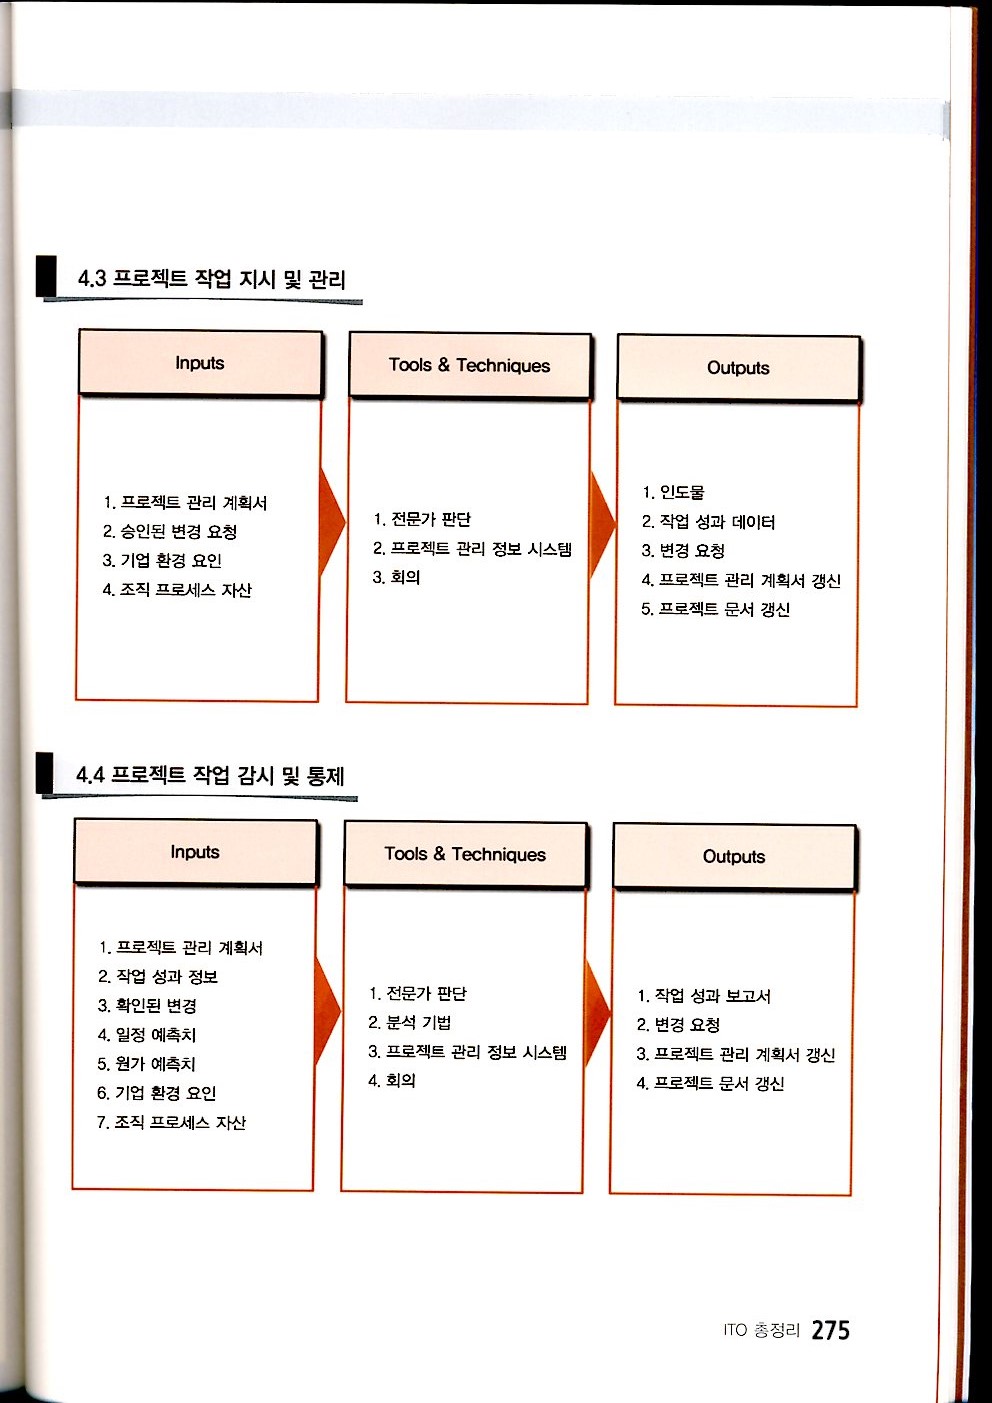 4.3 프로젝트 작업 지시 및 관리
Inputs
1. 프로젝트 관리 계획서
2. 승인된 변경 요청
3. 기업 환경 요인
4. 조직 프로세스 자산
Tools & Techniques
1. 전문가 판단
2. 프로젝트 관리 정보 시스템
3. 회의
Outputs
1. 인도물
2. 작업 성과 데이터
3. 변경 요청
4. 프로젝트 관리 계획서 갱신
5. 프로젝트 문서 갱신
4.4 프로젝트 작업 감시 및 통제
Inputs
1. 프로젝트 관리 계획서
2. 작업 성과 정보
3. 확인된 변경
4. 일정 예측치
5. 원가 예측치
6. 기업 환경 요인
7. 조직 프로세스 자산
Tools & Techniques
1. 전문가 판단
2. 분석 기법
3. 프로젝트 관리 정보 시스템
4. 회의
Outputs
1. 작업 성과 보고서
2. 변경 요청
3. 프로젝트 관리 계획서 갱신
4. 프로젝트 문서 갱신
ITO 총정리 275